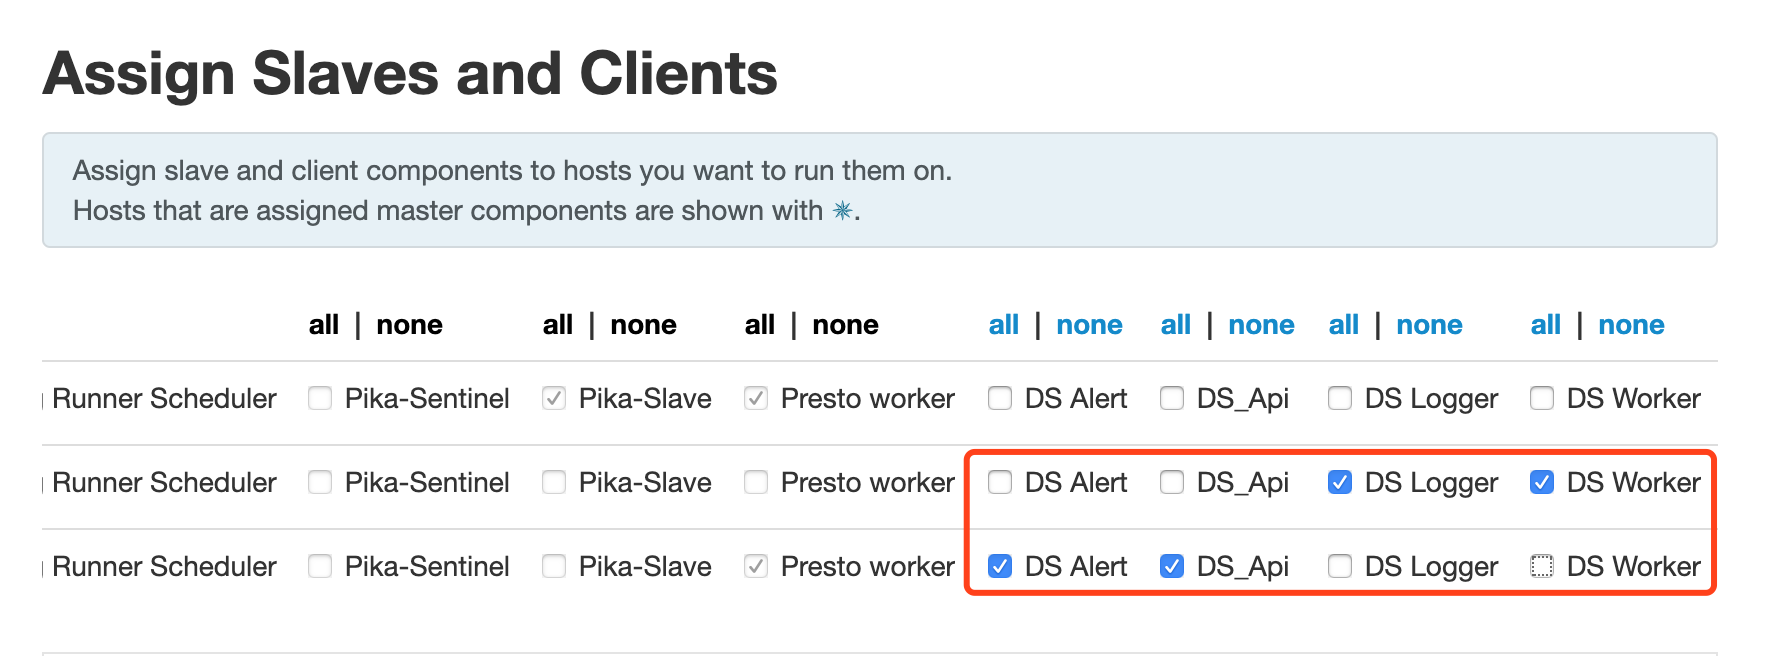 Assign Slaves and Clients
Assign slave and client components to hosts you want to run them on.
Hosts that are assigned master components are shown with ✴.
all | none all | none all | none all | none all | none all | none all | none
Runner Scheduler Pika-Sentinel Pika-Slave Presto worker DS Alert DS_Api DS Logger DS Worker
Runner Scheduler Pika-Sentinel Pika-Slave Presto worker DS Alert DS_Api DS Logger DS Worker
Runner Scheduler Pika-Sentinel Pika-Slave Presto worker DS Alert DS_Api DS Logger DS Worker